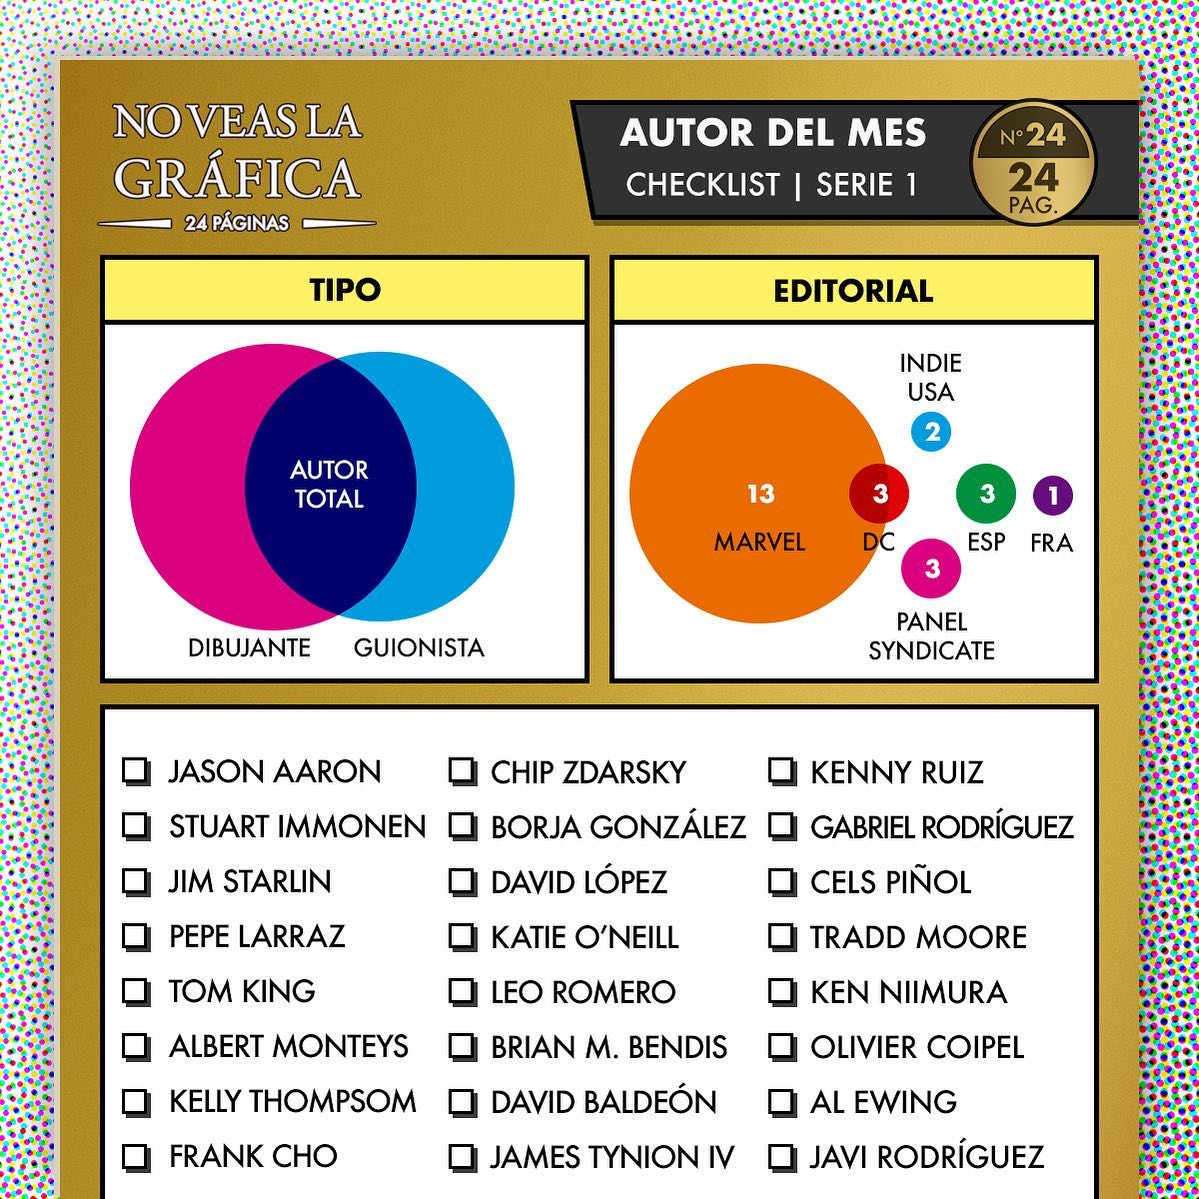 NO VEAS LA
GRÁFICA
24 PÁGINAS
AUTOR DEL MES
CHECKLIST | SERIE 1
Nº 24
24
PAG.
TIPO
AUTOR
TOTAL
DIBUJANTE
GUIONISTA
EDITORIAL
INDIE
USA
2
13
3
3
1
MARVEL
DC
ESP
FRA
3
PANEL
SYNDICATE
JASON AARON
STUART IMMONEN
JIM STARLIN
PEPE LARRAZ
TOM KING
ALBERT MONTEYS
KELLY THOMPSOM
FRANK CHO
CHIP ZDARSKY
BORJA GONZÁLEZ
DAVID LÓPEZ
KATIE O'NEILL
LEO ROMERO
BRIAN M. BENDIS
DAVID BALDEÓN
JAMES TYNION IV
KENNY RUIZ
GABRIEL RODRÍGUEZ
CELS PIÑOL
TRADD MOORE
KEN NIIMURA
OLIVIER COIPEL
AL EWING
JAVI RODRÍGUEZ